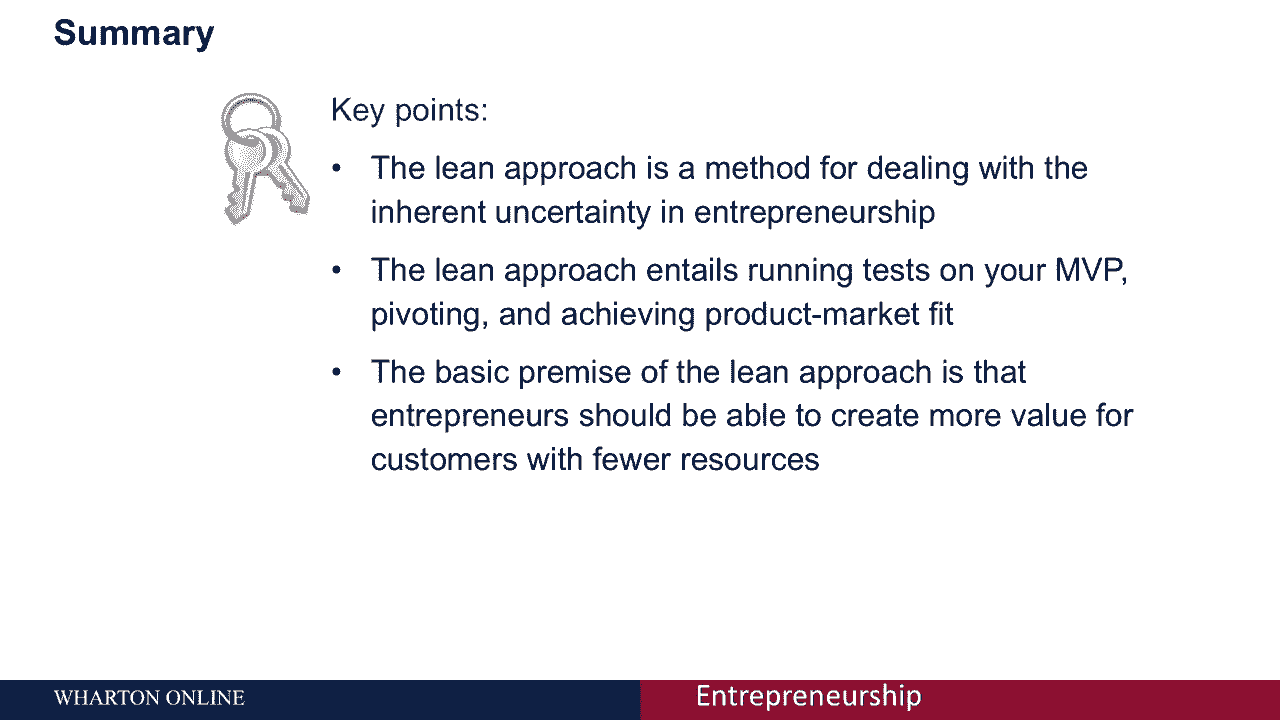 Summary
Key points:
• The lean approach is a method for dealing with the
inherent uncertainty in entrepreneurship
• The lean approach entails running tests on your MVP,
pivoting, and achieving product-market fit
• The basic premise of the lean approach is that
entrepreneurs should be able to create more value for
customers with fewer resources
WHARTON ONLINE
Entrepreneurship